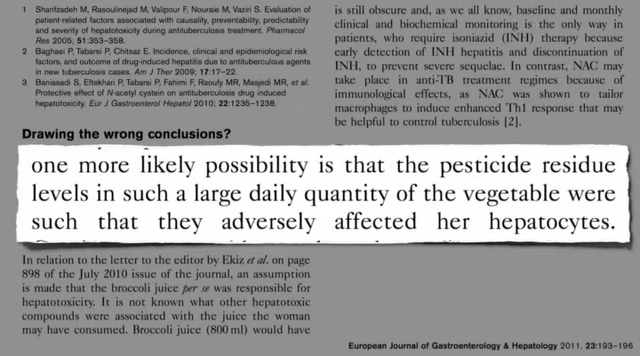 1 Sharifzadeh M, Rasoulinejad M, Valipour F, Nouraie M, Vaziri S. Evaluation of
patient-related factors associated with causality, preventability, predictability
and severity of hepatotoxicity during antituberculosis treatment. Pharmacol
Res 2005; 51:353–358.
2 Baghaei P, Tabarsi P, Chitsaz E. Incidence, clinical and epidemiological risk
factors, and outcome of drug-induced hepatitis due to antituberculous agents
in new tuberculosis cases. Am J Ther 2009; 17:17–22.
3 Baniasadi S, Eftekhari P, Tabarsi P, Fahimi F, Raoufy MR, Masjedi MR, et al.
Protective effect of N-acetyl cystein on antituberculosis drug induced
hepatotoxicity. Eur J Gastroenterol Hepatol 2010; 22:1235–1238.
Drawing the wrong conclusions?
is still obscure and, as we all know, baseline and monthly
clinical and biochemical monitoring is the only way in
patients, who require isoniazid (INH) therapy because
early detection of INH hepatitis and discontinuation of
INH, to prevent severe sequelae. In contrast, NAC may
take place in anti-TB treatment regimes because of
immunological effects, as NAC was shown to tailor
macrophages to induce enhanced Th1 response that may
be helpful to control tuberculosis [2].
one more likely possibility is that the pesticide residue
levels in such a large daily quantity of the vegetable were
such that they adversely affected her hepatocytes.
In relation to the letter to the editor by Ekiz et al. on page
898 of the July 2010 issue of the journal, an assumption
is made that the broccoli juice per se was responsible for
hepatotoxicity. It is not known what other hepatotoxic
compounds were associated with the juice the woman
may have consumed. Broccoli juice (800 ml) would have
European Journal of Gastroenterology & Hepatology 2011, 23:193–196